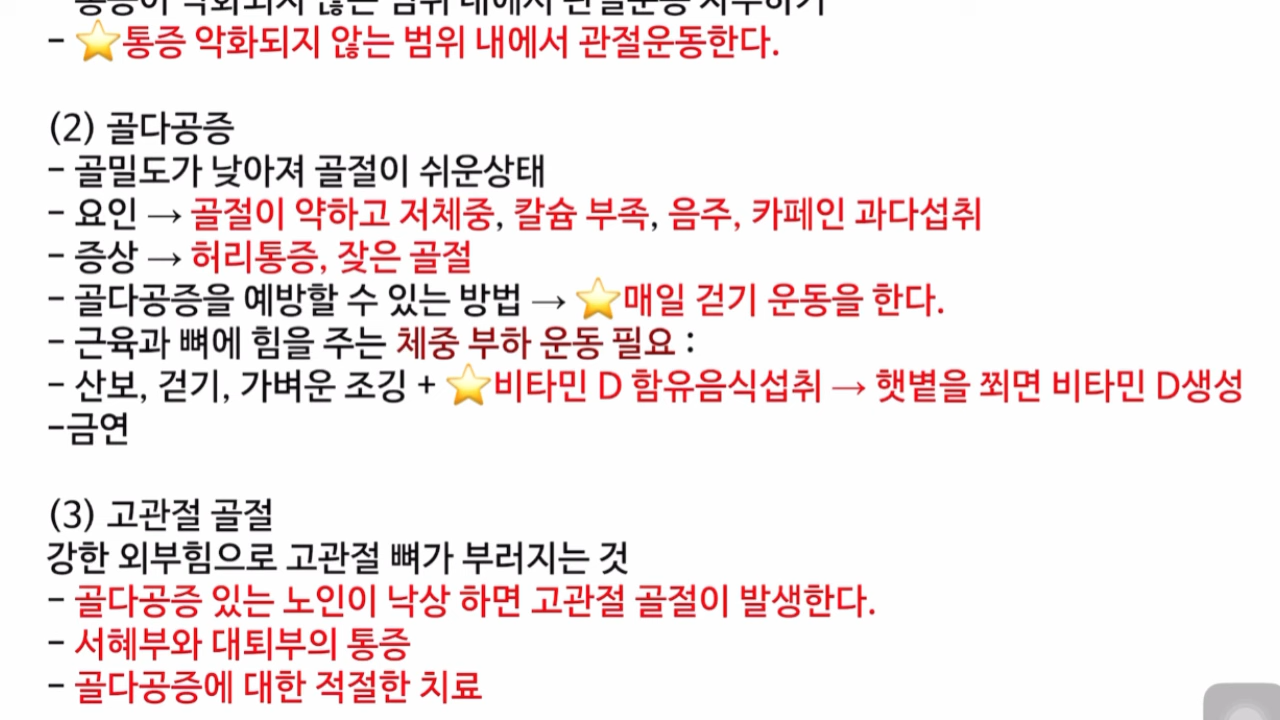 - ⭐통증 악화되지 않는 범위 내에서 관절운동한다.
(2) 골다공증
- 골밀도가 낮아져 골절이 쉬운상태
- 요인 → 골절이 약하고 저체중, 칼슘 부족, 음주, 카페인 과다섭취
- 증상 → 허리통증, 잦은 골절
- 골다공증을 예방할 수 있는 방법 → ⭐매일 걷기 운동을 한다.
- 근육과 뼈에 힘을 주는 체중 부하 운동 필요 :
- 산보, 걷기, 가벼운 조깅 + ⭐비타민 D 함유음식섭취 → 햇볕을 쬐면 비타민 D생성
-금연
(3) 고관절 골절
강한 외부힘으로 고관절 뼈가 부러지는 것
- 골다공증 있는 노인이 낙상 하면 고관절 골절이 발생한다.
- 서혜부와 대퇴부의 통증
- 골다공증에 대한 적절한 치료